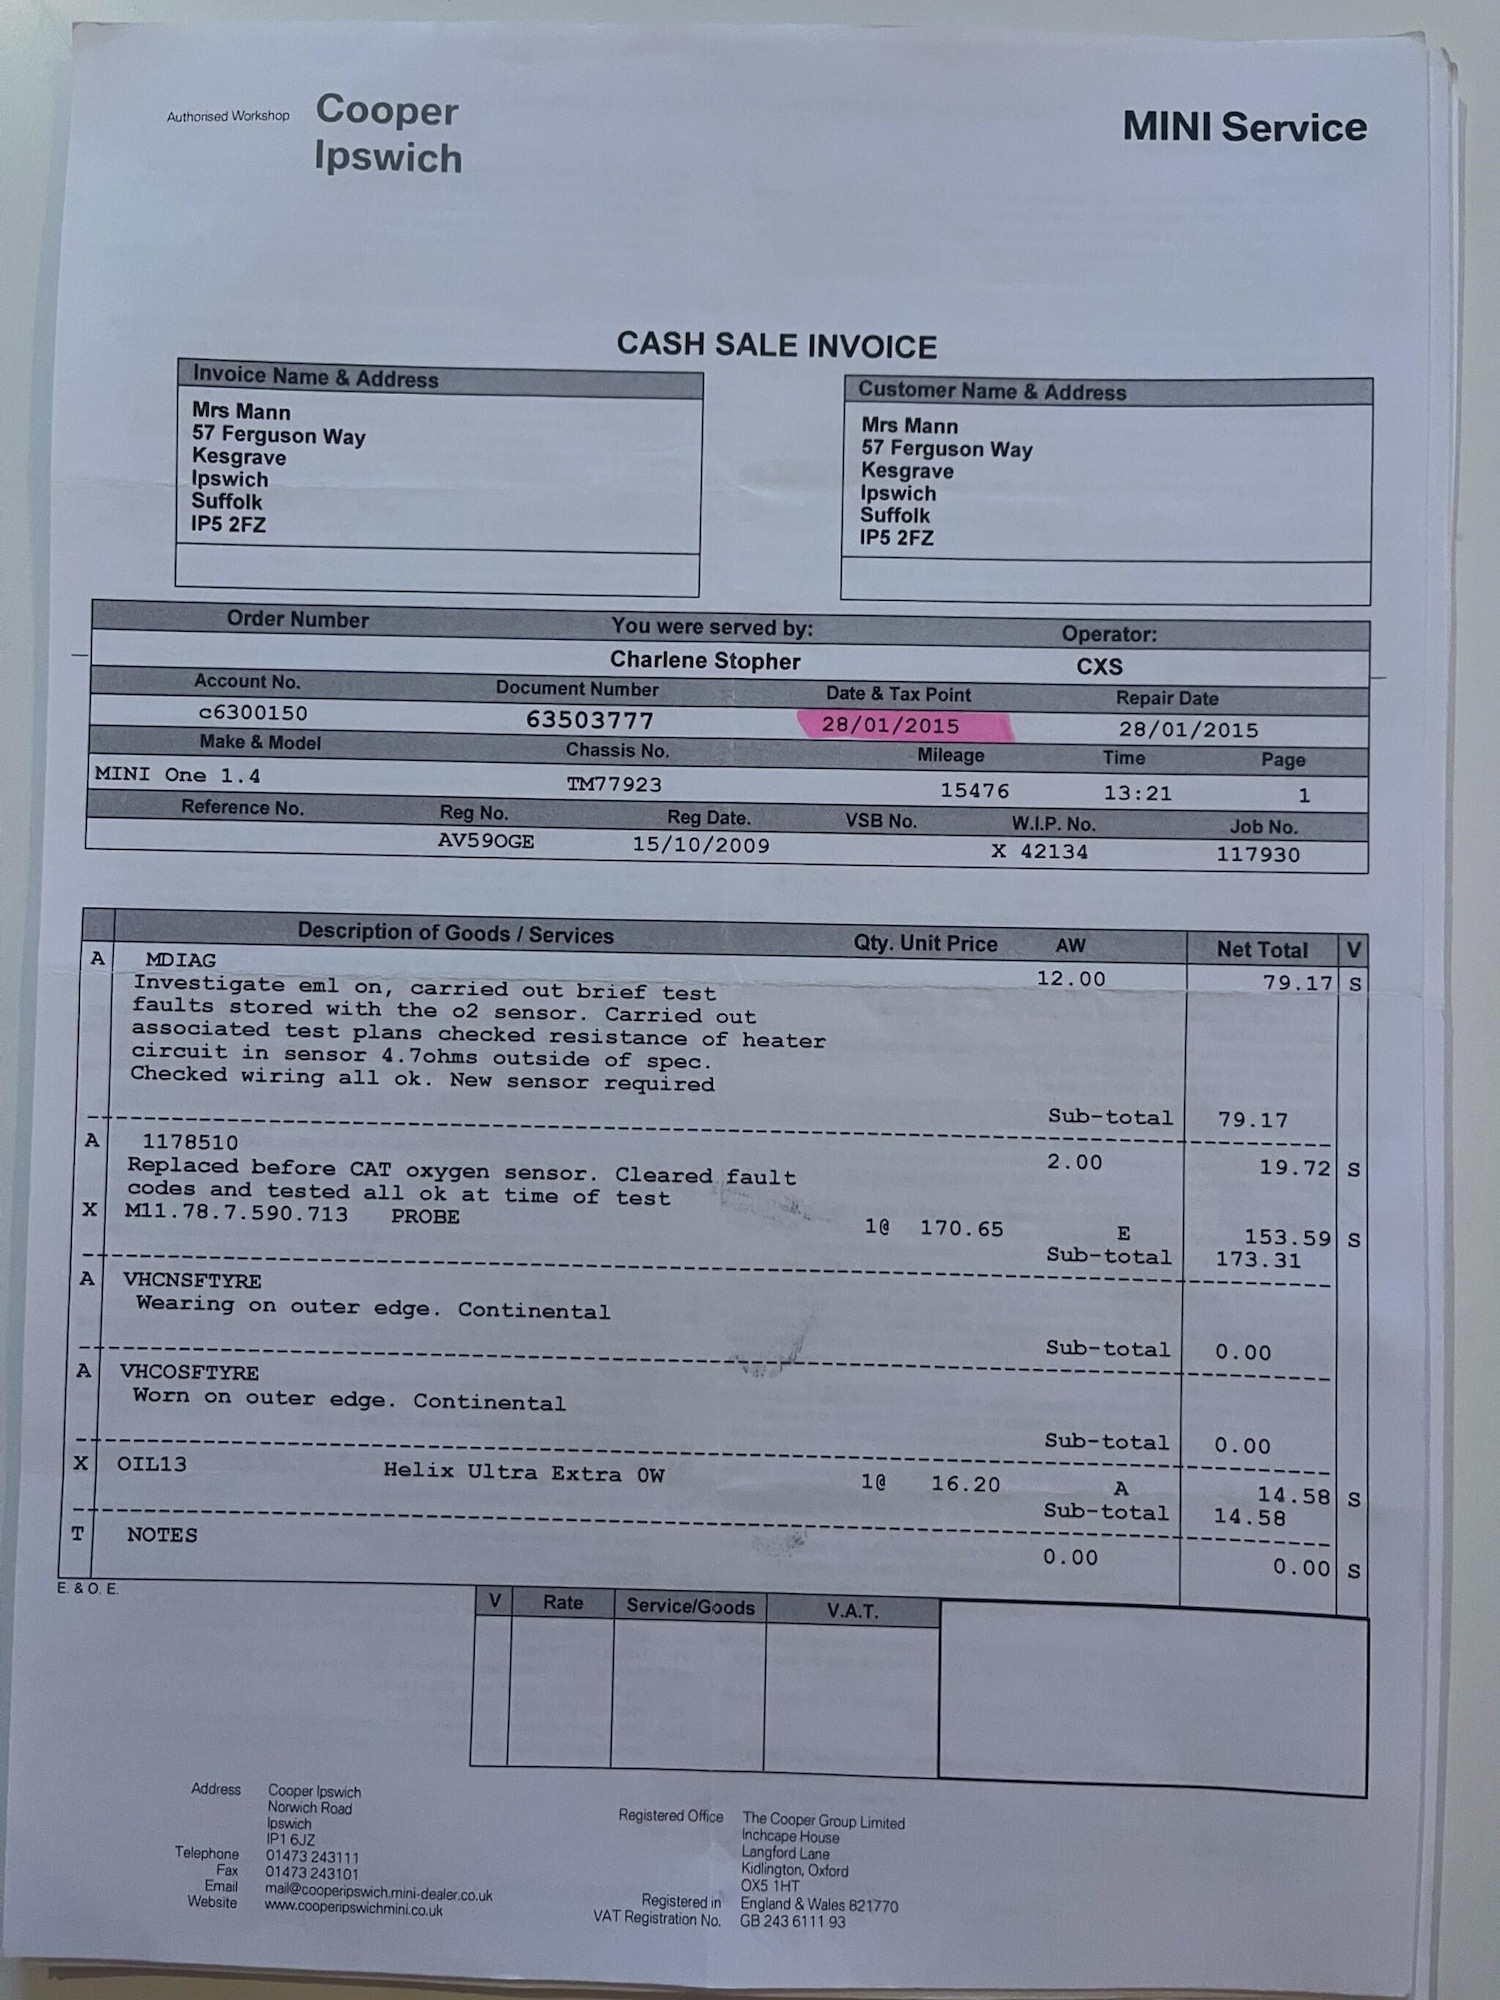 Authorised Workshop Cooper
Ipswich
MINI Service
CASH SALE INVOICE
Invoice Name & Address
Mrs Mann
57 Ferguson Way
Kesgrave
Ipswich
Suffolk
IP5 2FZ
Customer Name & Address
Mrs Mann
57 Ferguson Way
Kesgrave
Ipswich
Suffolk
IP5 2FZ
Order Number You were served by: Operator:
Charlene Stopher CXS
Account No. Document Number Date & Tax Point Repair Date
c6300150 63503777 28/01/2015 28/01/2015
Make & Model Chassis No. Mileage Time Page
MINI One 1.4 TM77923 15476 13:21 1
Reference No. Reg No. Reg Date. VSB No. W.I.P. No. Job No.
AV59OGE 15/10/2009 X 42134 117930
Description of Goods / Services Qty. Unit Price AW Net Total V
A MDIAG 12.00 79.17 S
Investigate eml on, carried out brief test
faults stored with the o2 sensor. Carried out
associated test plans checked resistance of heater
circuit in sensor 4.7ohms outside of spec.
Checked wiring all ok. New sensor required
Sub-total 79.17
A 1178510 2.00 19.72 S
Replaced before CAT oxygen sensor. Cleared fault
codes and tested all ok at time of test
X M11.78.7.590.713 PROBE 1@ 170.65 E 153.59 S
Sub-total 173.31
A VHCNSFTYRE
Wearing on outer edge. Continental
Sub-total 0.00
A VHCOSFTYRE
Worn on outer edge. Continental
Sub-total 0.00
X OIL13 Helix Ultra Extra 0W 1@ 16.20 A 14.58 S
Sub-total 14.58
T NOTES 0.00 0.00 S
E. & O. E.
V Rate Service/Goods V.A.T.
Address Cooper Ipswich
Norwich Road
Ipswich
IP1 6JZ
Telephone 01473 243111
Fax 01473 243101
Email mail@cooperipswich.mini-dealer.co.uk
Website www.cooperipswichmini.co.uk
Registered Office The Cooper Group Limited
Inchcape House
Langford Lane
Kidlington, Oxford
OX5 1HT
Registered in England & Wales 821770
VAT Registration No. GB 243 6111 93